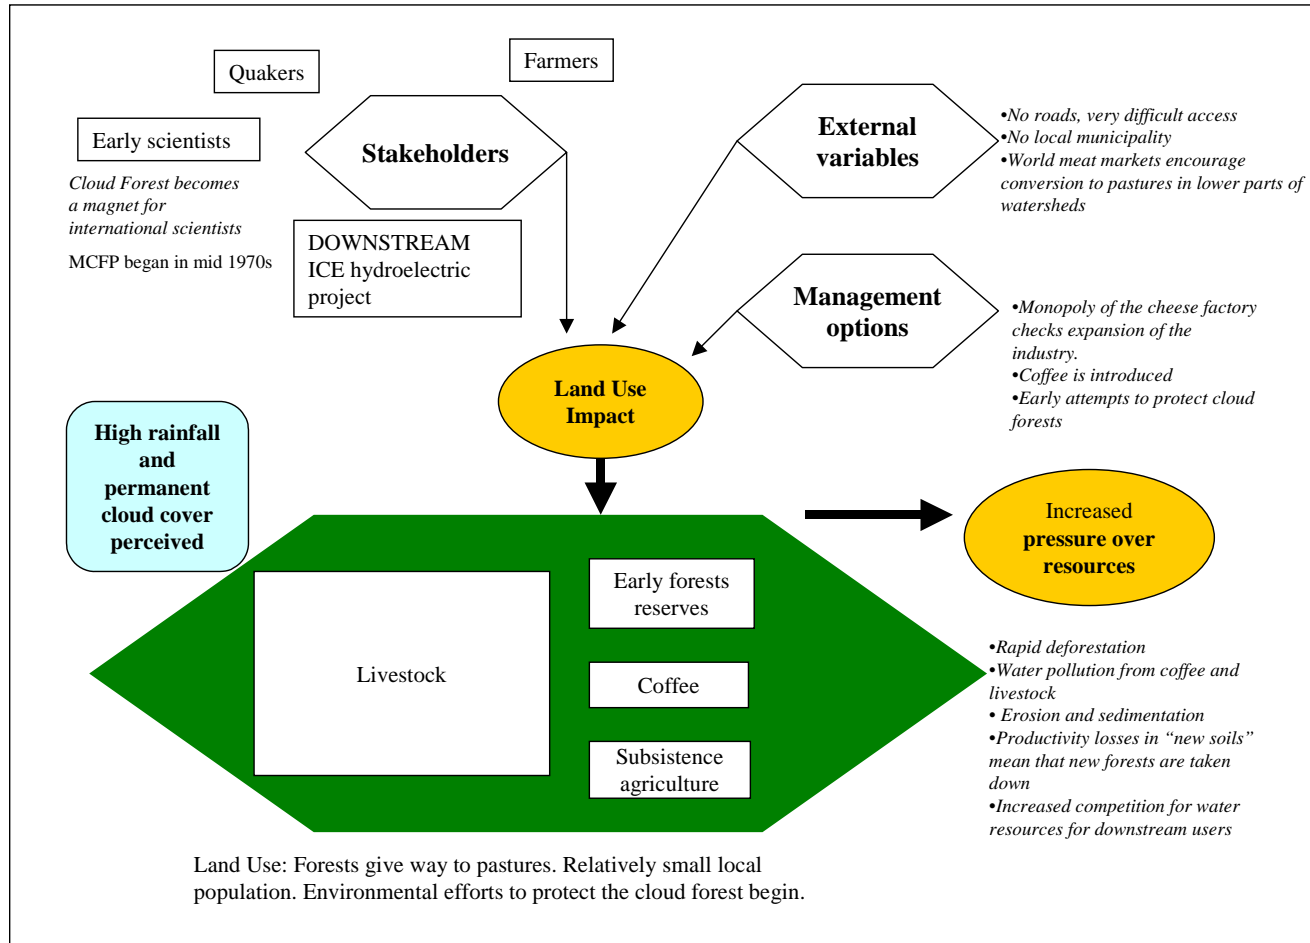 Quakers
Farmers
Early scientists
Cloud Forest becomes
a magnet for
international scientists
MCFP began in mid 1970s
Stakeholders
DOWNSTREAM
ICE hydroelectric
project
External
variables
•No roads, very difficult access
•No local municipality
•World meat markets encourage
conversion to pastures in lower parts of
watersheds
Management
options
•Monopoly of the cheese factory
checks expansion of the
industry.
•Coffee is introduced
•Early attempts to protect cloud
forests
Land Use
Impact
High rainfall
and
permanent
cloud cover
perceived
Increased
pressure over
resources
Livestock
Early forests
reserves
Coffee
Subsistence
agriculture
•Rapid deforestation
•Water pollution from coffee and
livestock
• Erosion and sedimentation
•Productivity losses in “new soils”
mean that new forests are taken
down
•Increased competition for water
resources for downstream users
Land Use: Forests give way to pastures. Relatively small local
population. Environmental efforts to protect the cloud forest begin.